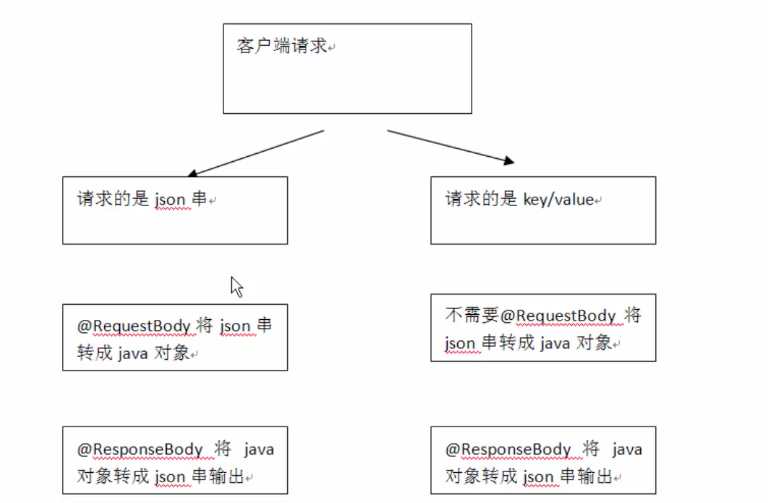 客户端请求
请求的是 json 串
请求的是 key/value
@RequestBody 将 json 串
转成 java 对象
不需要@RequestBody 将
json 串转成 java 对象
@ResponseBody 将 java
对象转成 json 串输出
@ResponseBody 将 java
对象转成 json 串输出